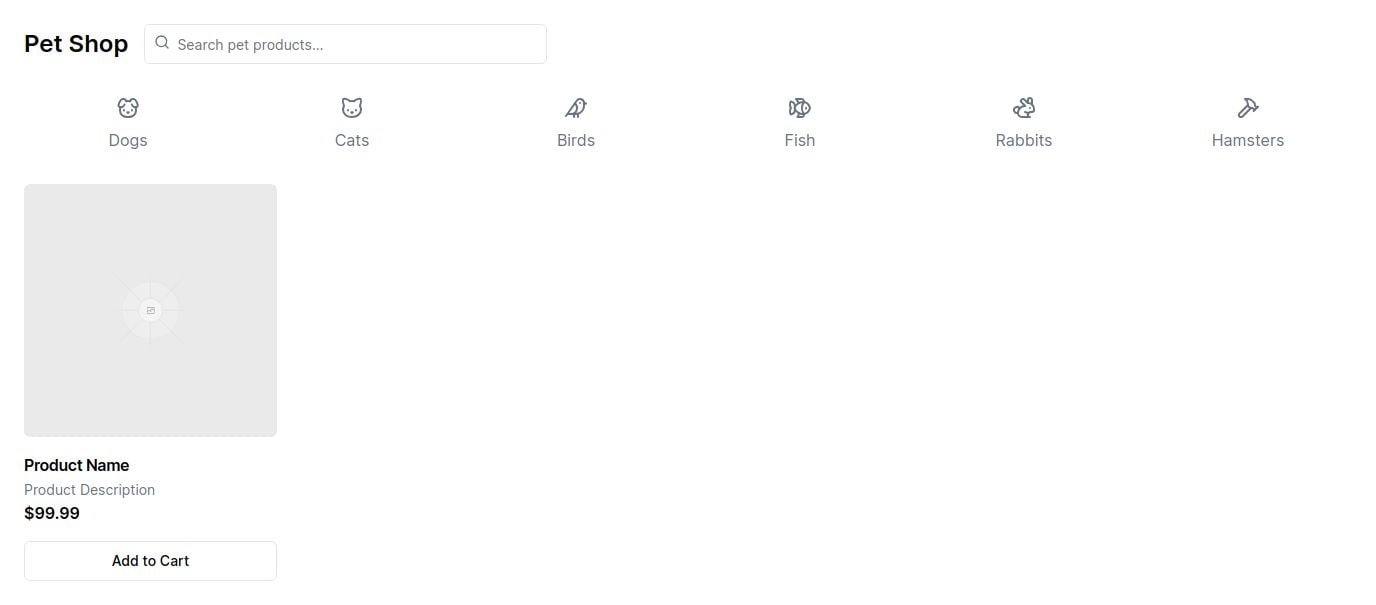 Pet Shop
Search pet products...
Dogs
Cats
Birds
Fish
Rabbits
Hamsters
Product Name
Product Description
$99.99
Add to Cart